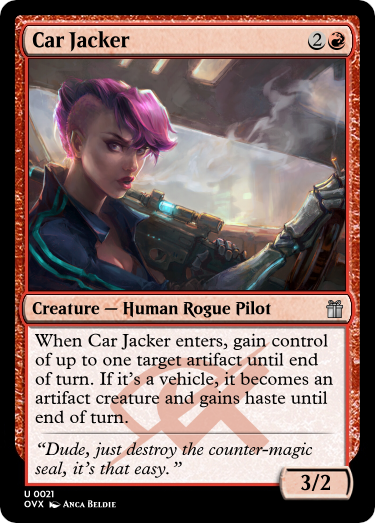 Car Jacker 2
Creature — Human Rogue Pilot
When Car Jacker enters, gain control
of up to one target artifact until end
of turn. If it's a vehicle, it becomes an
artifact creature and gains haste until
end of turn.
“Dude, just destroy the counter-magic
seal, it's that easy.”
3/2
U 0021
OVX Anca Beldie